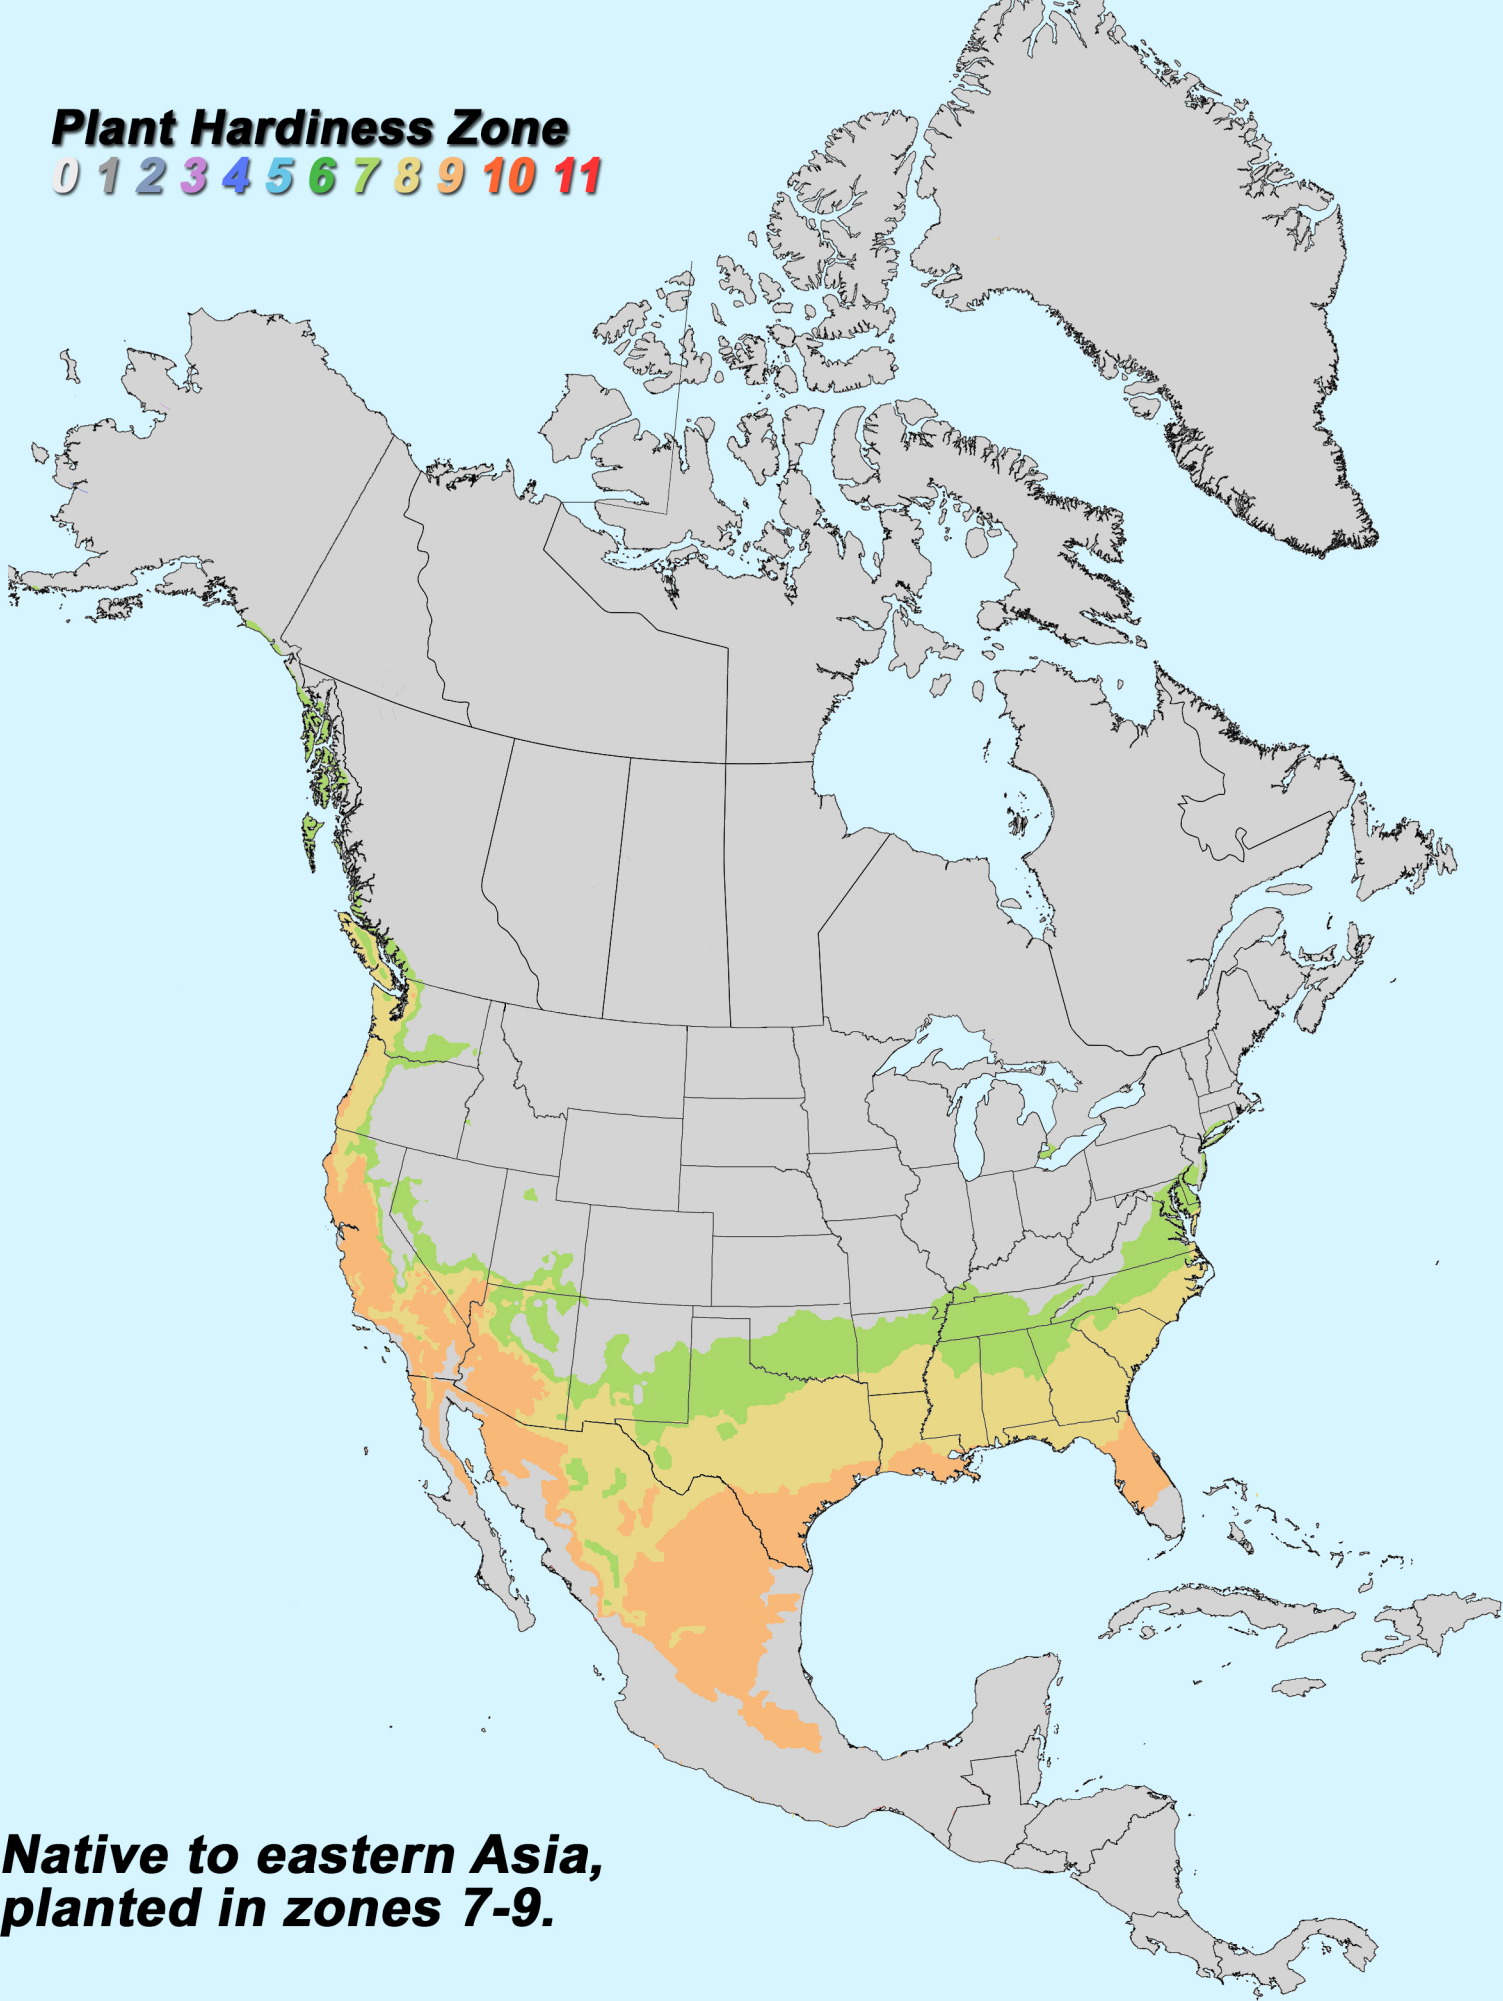 Plant Hardiness Zone
0 1 2 3 4 5 6 7 8 9 10 11
Native to eastern Asia,
planted in zones 7-9.